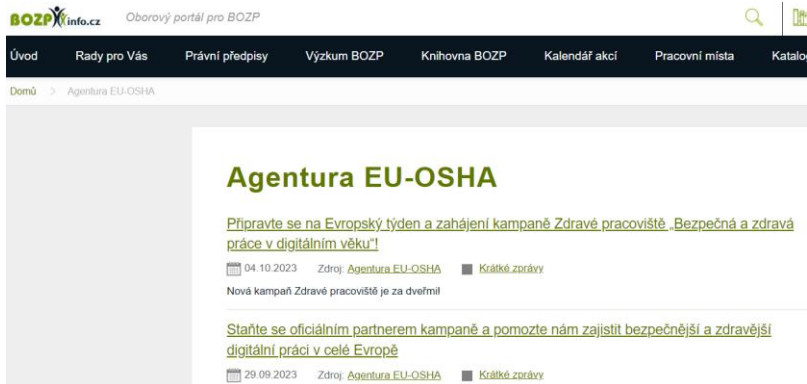 BOZPinfo.cz Oborový portál pro BOZP
Úvod Rady pro Vás Právní předpisy Výzkum BOZP Knihovna BOZP Kalendář akcí Pracovní místa Katalo
Domů > Agentura EU-OSHA
Agentura EU-OSHA
Připravte se na Evropský týden a zahájení kampaně Zdravé pracoviště „Bezpečná a zdravá
práce v digitálním věku“!
04.10.2023 Zdroj: Agentura EU-OSHA Krátké zprávy
Nová kampaň Zdravé pracoviště je za dveřmi!
Staňte se oficiálním partnerem kampaně a pomozte nám zajistit bezpečnější a zdravější
digitální práci v celé Evropě
29.09.2023 Zdroj: Agentura EU-OSHA Krátké zprávy